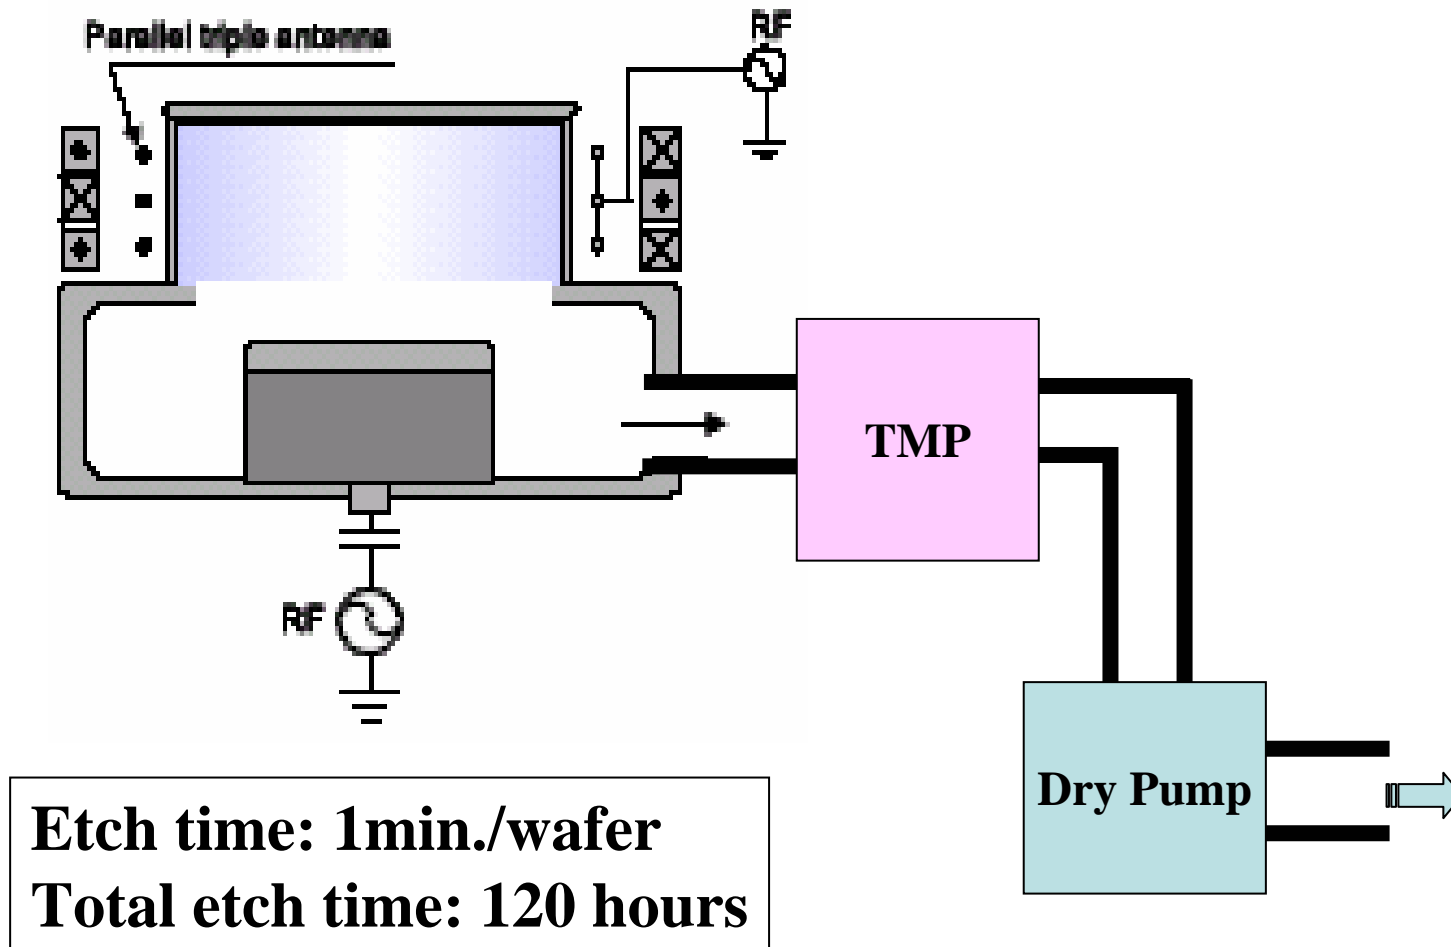 Parallel triple antenna
RF
TMP
RF
Dry Pump
Etch time: 1min./wafer
Total etch time: 120 hours